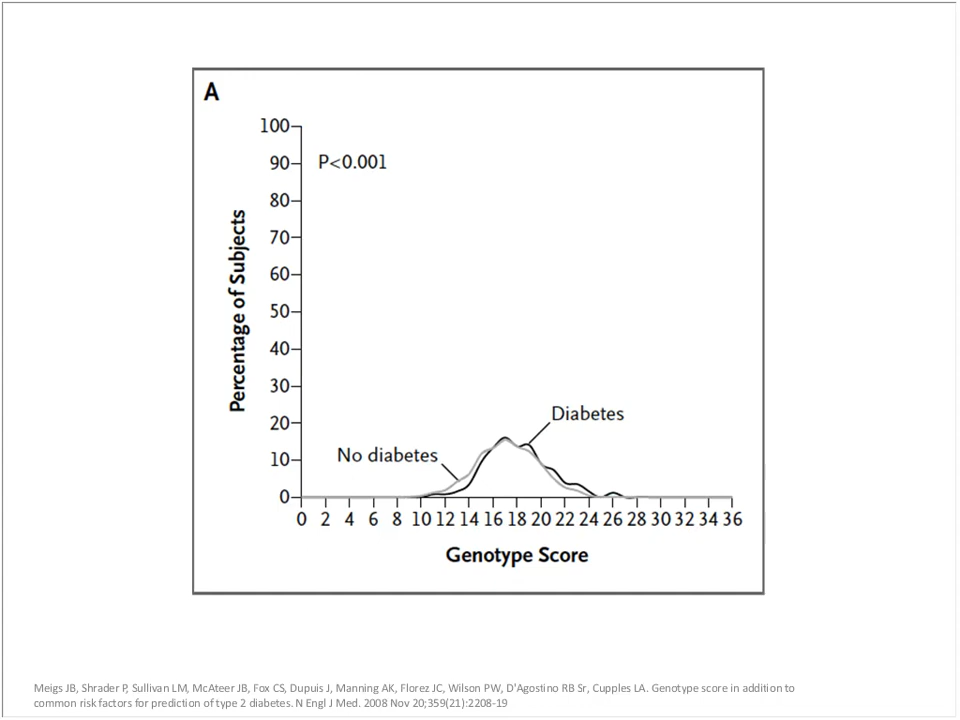 A
100
90
P<0.001
80
70
60
50
40
30
20
10
0
Percentage of Subjects
Diabetes
No diabetes
0 2 4 6 8 10 12 14 16 18 20 22 24 26 28 30 32 34 36
Genotype Score
Meigs JB, Shrader P, Sullivan LM, McAteer JB, Fox CS, Dupuis J, Manning AK, Florez JC, Wilson PW, D'Agostino RB Sr, Cupples LA. Genotype score in addition to
common risk factors for prediction of type 2 diabetes. N Engl J Med. 2008 Nov 20;359(21):2208-19